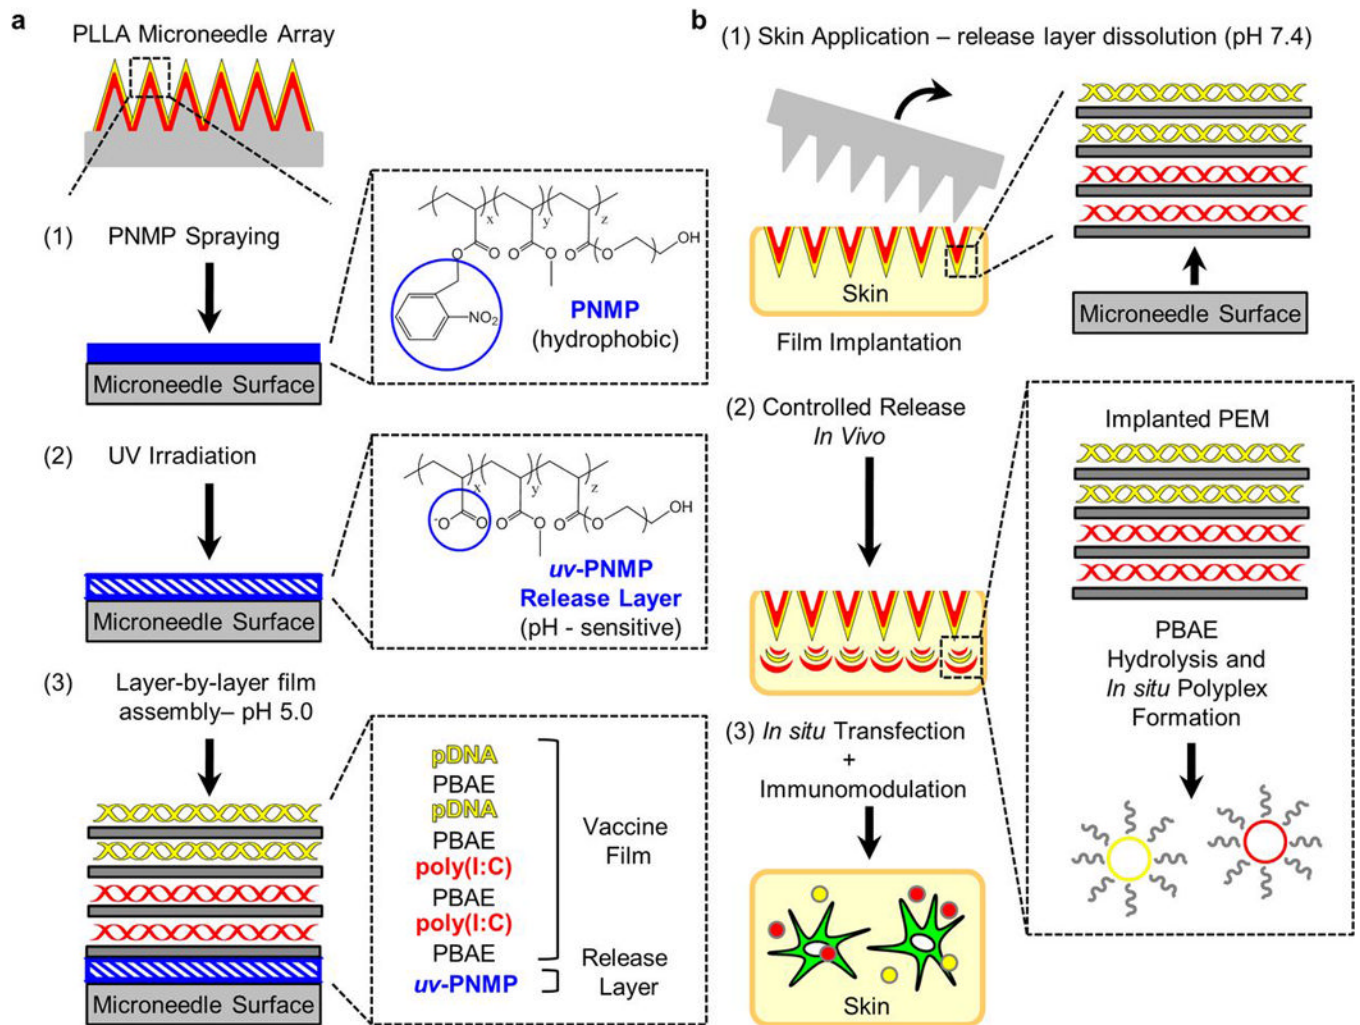 a
PLLA Microneedle Array
(1) PNMP Spraying
Microneedle Surface
x y z
O O O O O OH
NO2
PNMP
(hydrophobic)
(2) UV Irradiation
Microneedle Surface
x y z
-O O O O O O OH
uv-PNMP
Release Layer
(pH - sensitive)
(3) Layer-by-layer film
assembly– pH 5.0
Microneedle Surface
pDNA
PBAE
pDNA
PBAE
poly(I:C)
PBAE
poly(I:C)
PBAE
uv-PNMP
Vaccine
Film
Release
Layer
b
(1) Skin Application – release layer dissolution (pH 7.4)
Skin
Film Implantation
Microneedle Surface
(2) Controlled Release
In Vivo
Implanted PEM
PBAE
Hydrolysis and
In situ Polyplex
Formation
(3) In situ Transfection
+
Immunomodulation
Skin